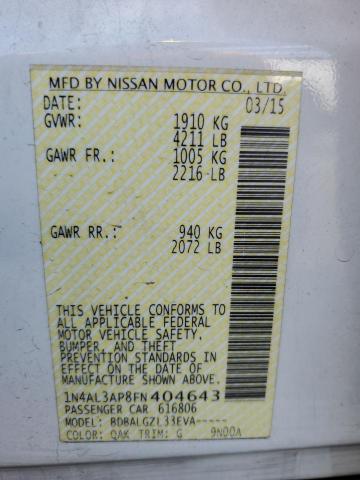 MFD BY NISSAN MOTOR CO., LTD.
DATE: 03/15
GVWR: 1910 KG
4211 LB
GAWR FR.: 1005 KG
2216 LB
GAWR RR.: 940 KG
2072 LB
THIS VEHICLE CONFORMS TO
ALL APPLICABLE FEDERAL
MOTOR VEHICLE SAFETY,
BUMPER, AND THEFT
PREVENTION STANDARDS IN
EFFECT ON THE DATE OF
MANUFACTURE SHOWN ABOVE.
1N4AL3AP8FN404643
PASSENGER CAR 616806
MODEL: BDBALGZL33EVA-----
COLOR: QAK TRIM: G 9N00A